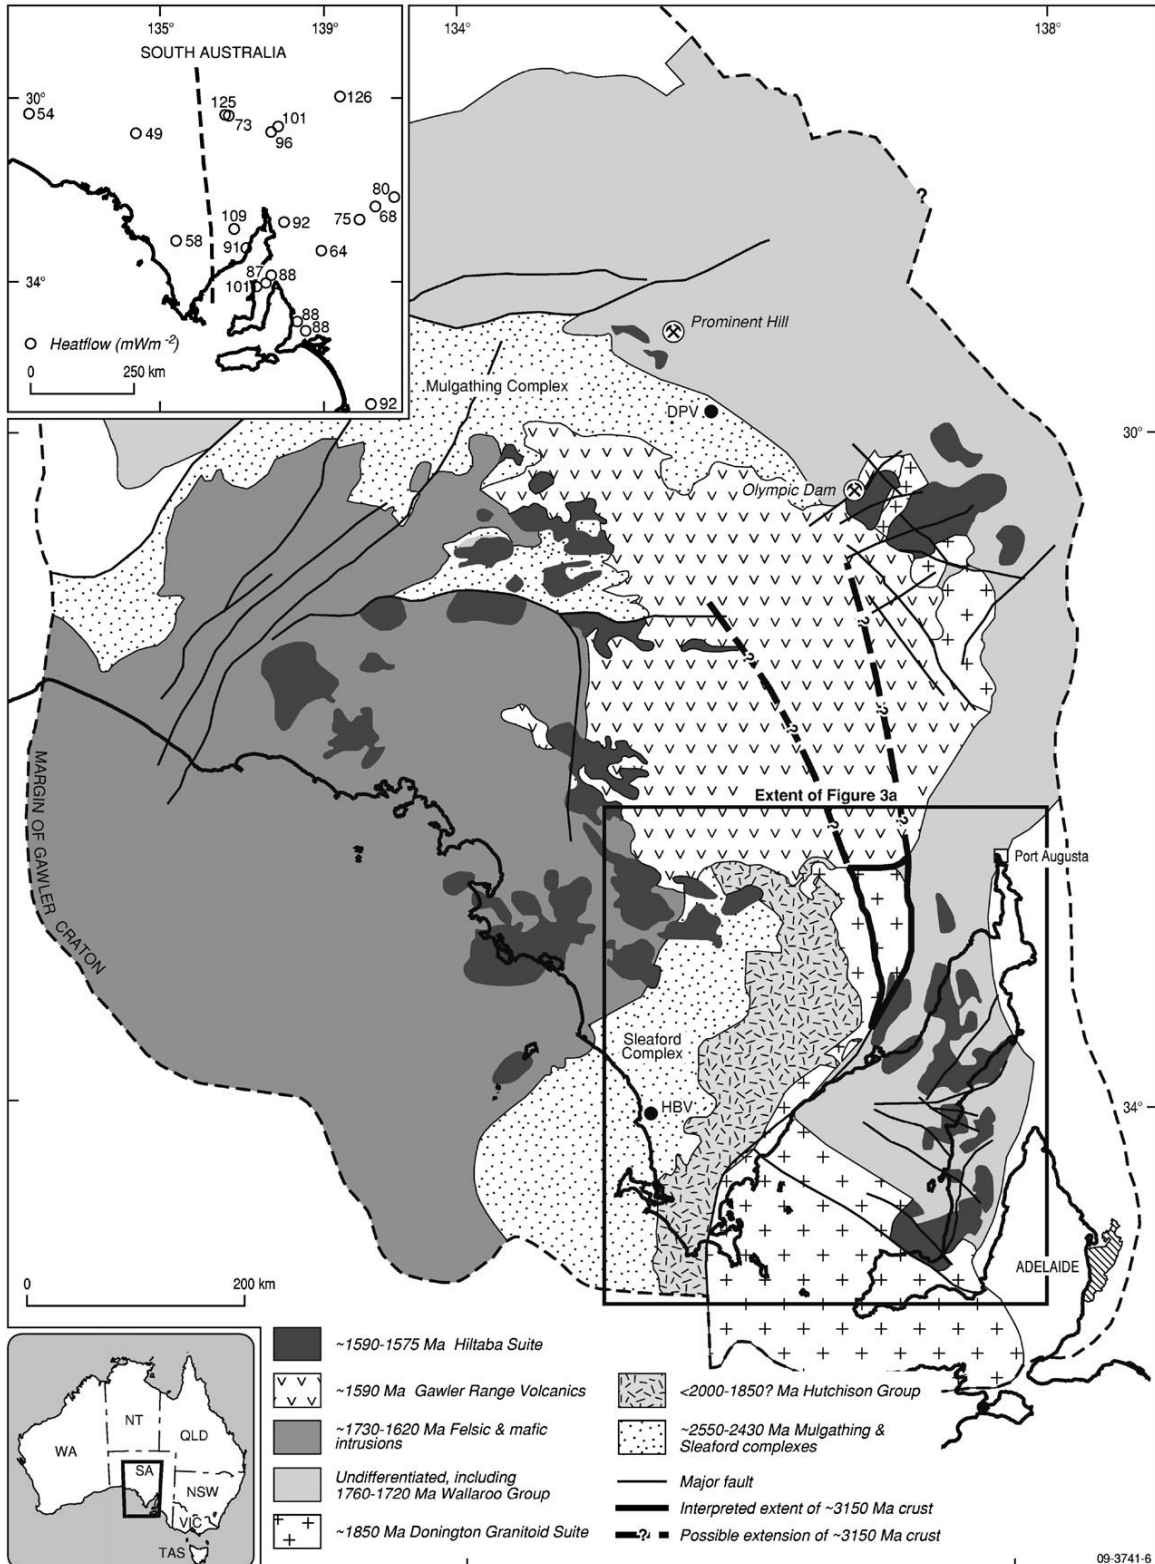 135°
139°
SOUTH AUSTRALIA
30°
54
49
125
73
101
96
126
80
68
75
109
92
58
91
64
34°
87
88
101
88
88
Heatflow (mWm -2)
0
250 km
92
134°
138°
?
Prominent Hill
Mulgathing Complex
DPV
30°
Olympic Dam
?
?
?
?
MARGIN OF GAWLER CRATON
Extent of Figure 3a
?
?
Port Augusta
Sleaford
Complex
HBV
34°
ADELAIDE
0
200 km
NT
WA
QLD
SA
NSW
VIC
TAS
~1590-1575 Ma Hiltaba Suite
~1590 Ma Gawler Range Volcanics
~1730-1620 Ma Felsic & mafic
intrusions
Undifferentiated, including
1760-1720 Ma Wallaroo Group
~1850 Ma Donington Granitoid Suite
<2000-1850? Ma Hutchison Group
~2550-2430 Ma Mulgathing &
Sleaford complexes
Major fault
Interpreted extent of ~3150 Ma crust
?
Possible extension of ~3150 Ma crust
09-3741-6